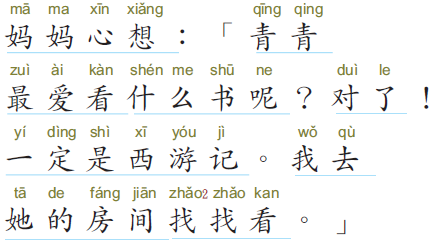 mā ma xīn xiǎng qīng qing
妈妈心想：「青青
zuì ài kàn shén me shū ne duì le
最爱看什么书呢？对了！
yí dìng shì xī yóu jì wǒ qù
一定是西游记。我去
tā de fáng jiān zhǎo2 zhǎo kan
她的房间找找看。」